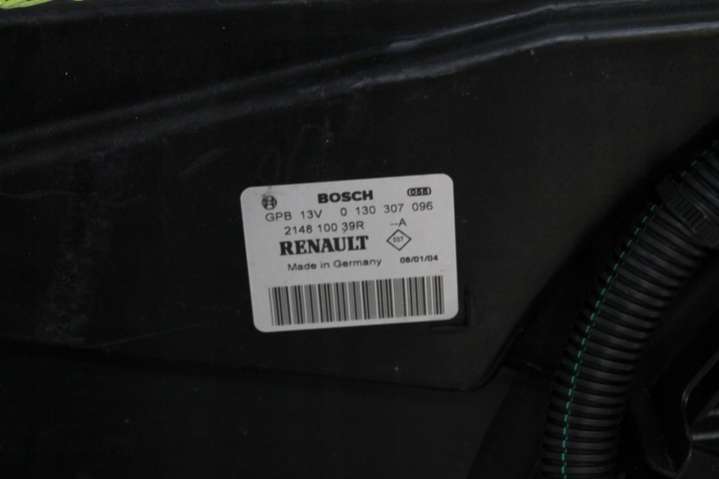 BOSCH
GPB 13V 0 130 307 096
2148 100 39R --A
RENAULT
Made in Germany 08/01/04